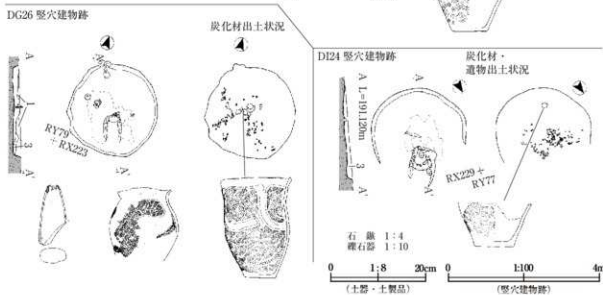 DG26 竪穴建物跡
炭化材出土状況
A
A'
1
3
RY79
+RX223
A
A'
DI24 竪穴建物跡
炭化材・
遺物出土状況
A L=191.120m
3
A'
A
A'
RX229+
RY77
石 鏃 1:4
礫石器 1:10
0 1:8 20cm
(土器・土製品)
0 1:100 4m
(竪穴建物跡)